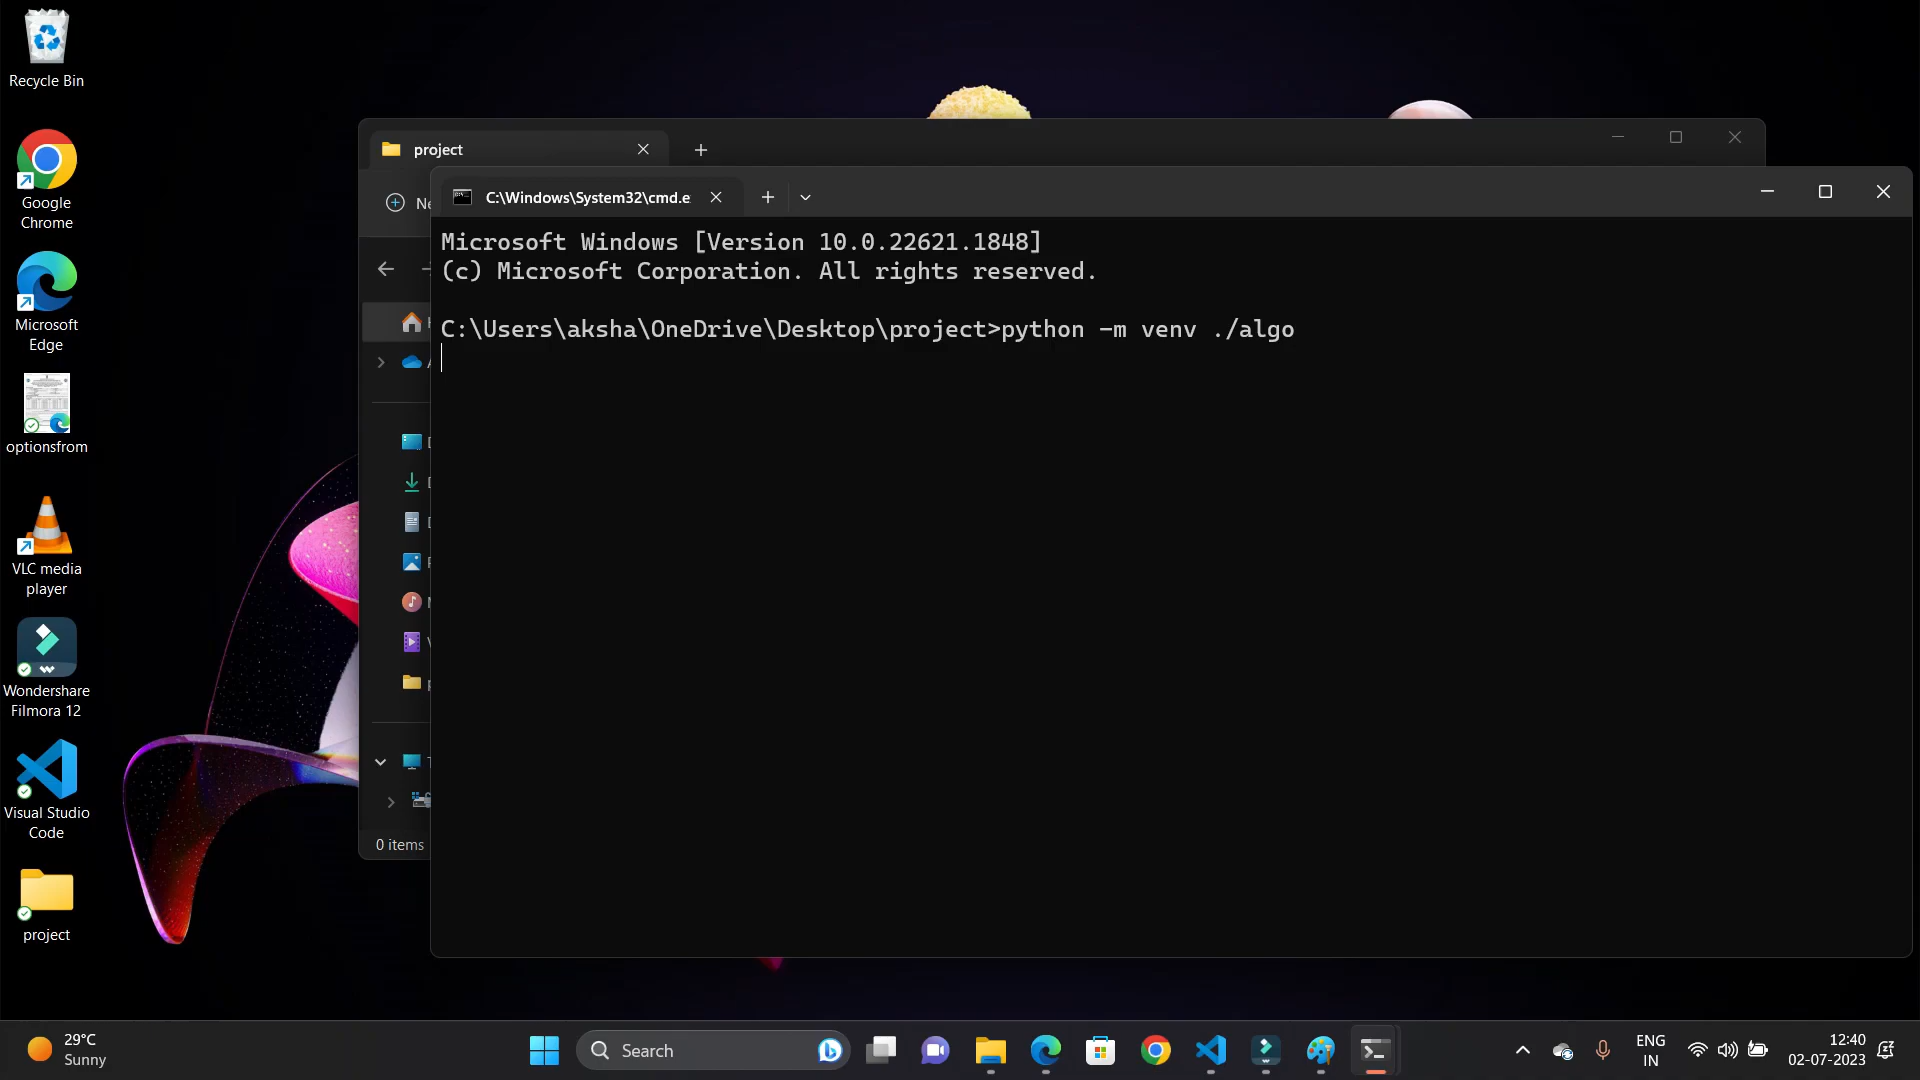 Recycle Bin
Google
Chrome
Microsoft
Edge
optionsfrom
VLC media
player
Wondershare
Filmora 12
Visual Studio
Code
project
project
C:\Windows\System32\cmd.e
Microsoft Windows [Version 10.0.22621.1848]
(c) Microsoft Corporation. All rights reserved.
C:\Users\aksha\OneDrive\Desktop\project>python -m venv ./algo
0 items
29°C
Sunny
Search
ENG
IN
12:40
02-07-2023